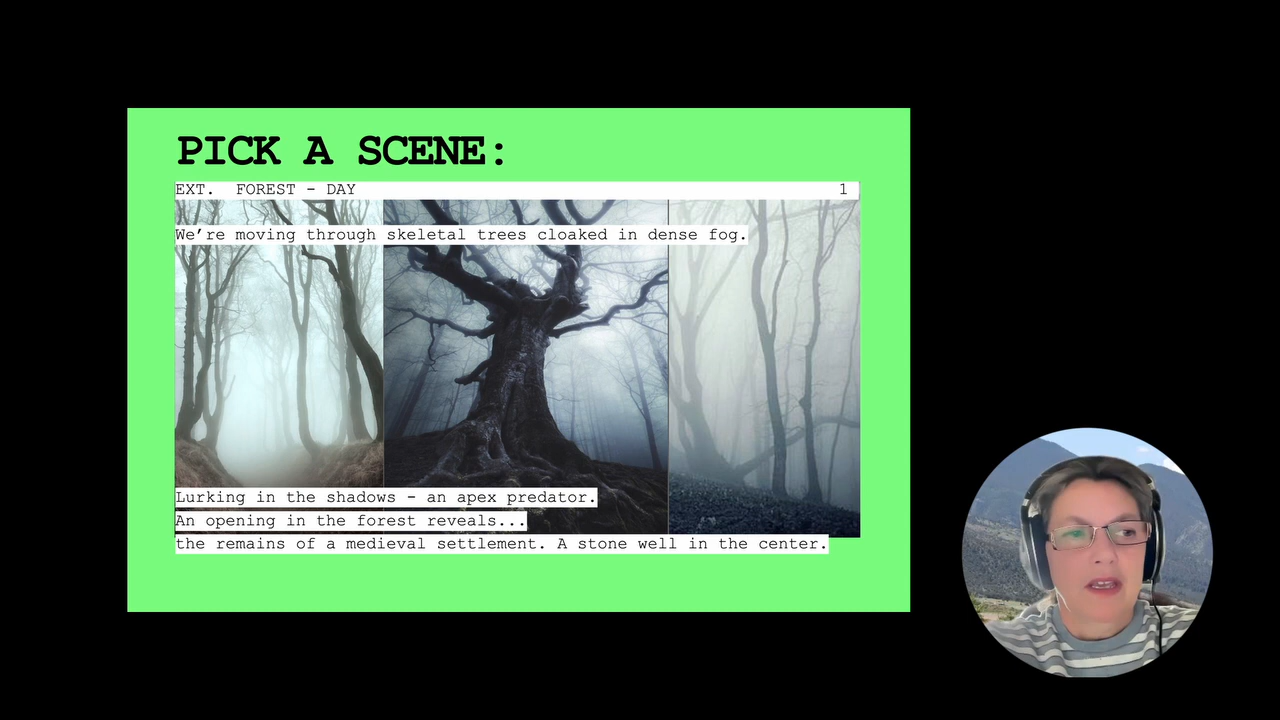 PICK A SCENE:
EXT. FOREST - DAY 1
We’re moving through skeletal trees cloaked in dense fog.
Lurking in the shadows - an apex predator.
An opening in the forest reveals...
the remains of a medieval settlement. A stone well in the center.